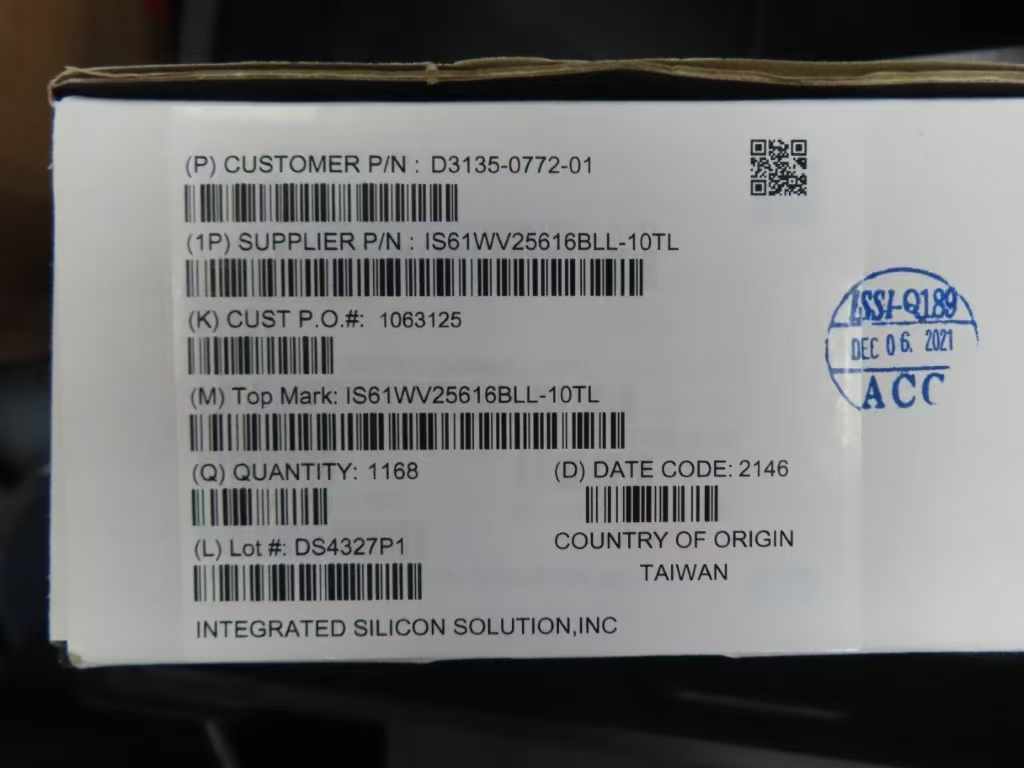 (P) CUSTOMER P/N : D3135-0772-01
(1P) SUPPLIER P/N : IS61WV25616BLL-10TL
(K) CUST P.O.#: 1063125
(M) Top Mark: IS61WV25616BLL-10TL
(Q) QUANTITY: 1168
(D) DATE CODE: 2146
(L) Lot #: DS4327P1
COUNTRY OF ORIGIN
TAIWAN
INTEGRATED SILICON SOLUTION,INC
ISSI-Q189
DEC 06. 2021
ACC